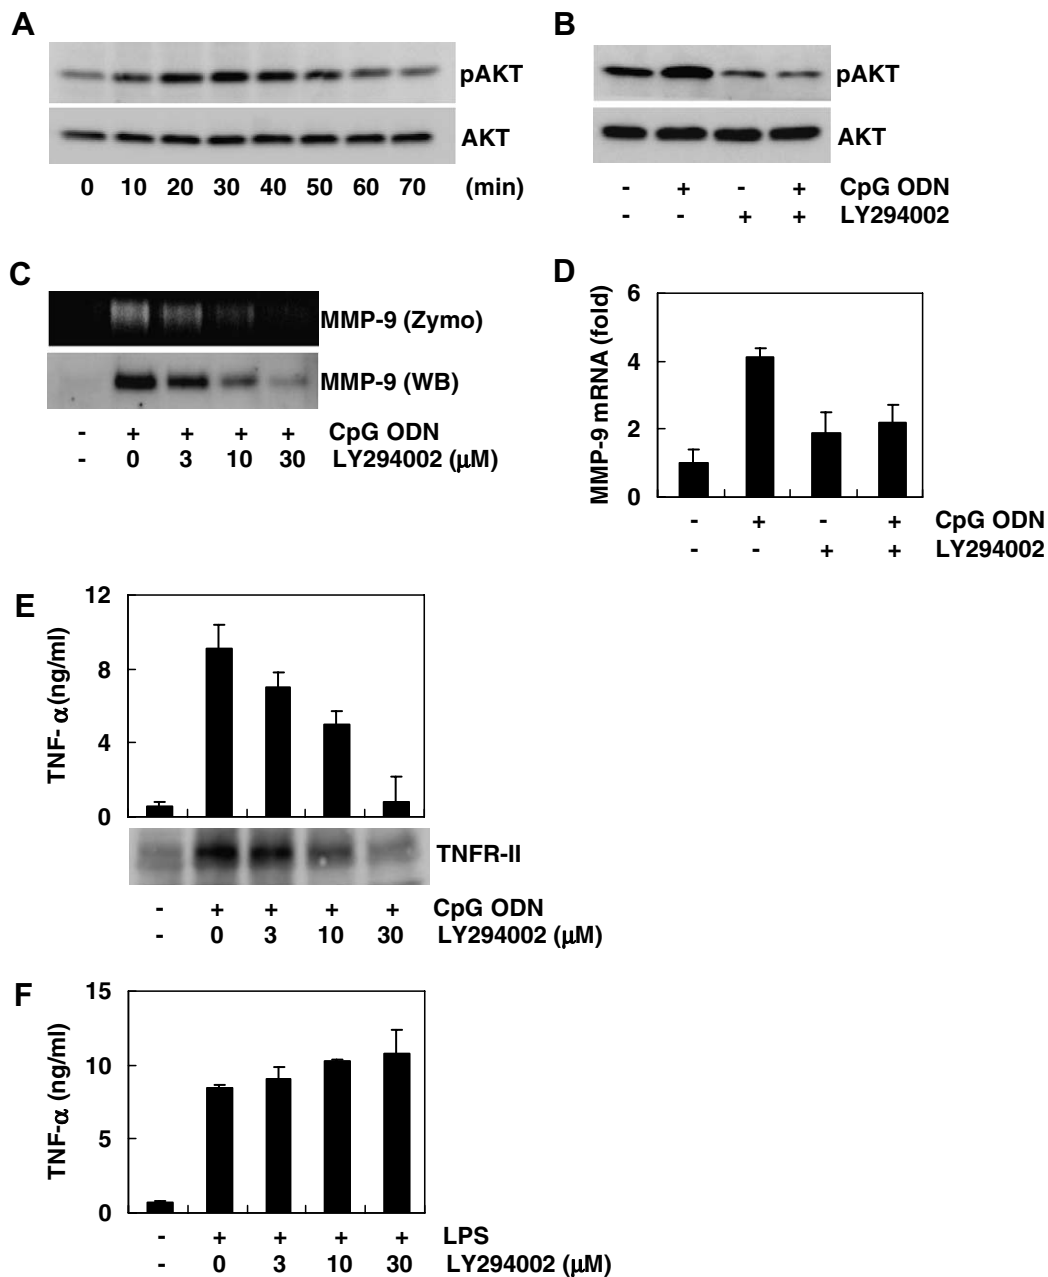 A
pAKT
AKT
0 10 20 30 40 50 60 70 (min)
B
pAKT
AKT
- + - + CpG ODN
- - + + LY294002
C
MMP-9 (Zymo)
MMP-9 (WB)
- + + + + CpG ODN
- 0 3 10 30 LY294002 (μM)
D
MMP-9 mRNA (fold)
6
4
2
0
- + - + CpG ODN
- - + + LY294002
E
TNF-α (ng/ml)
12
8
4
0
TNFR-II
- + + + + CpG ODN
- 0 3 10 30 LY294002 (μM)
F
TNF-α (ng/ml)
15
10
5
0
- + + + + LPS
- 0 3 10 30 LY294002 (μM)